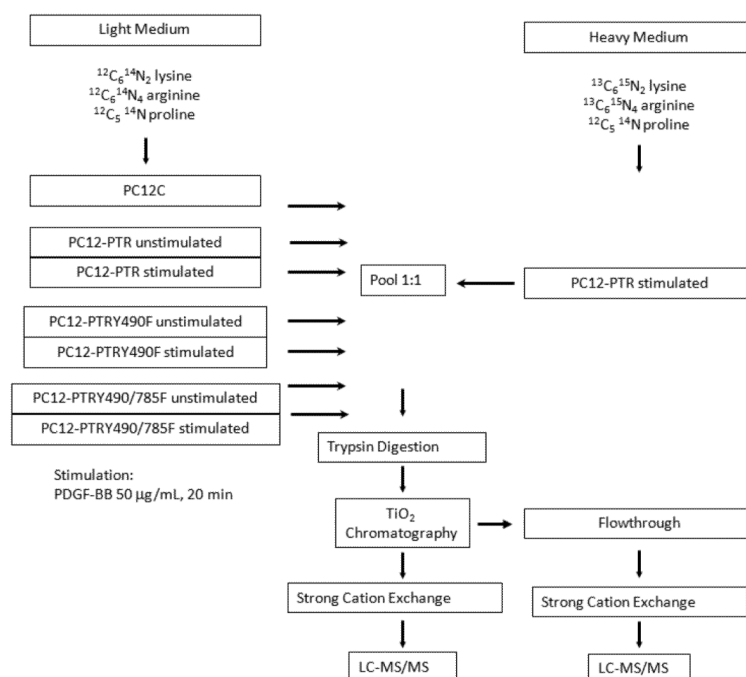 Light Medium
¹²C₆¹⁴N₂ lysine
¹²C₆¹⁴N₄ arginine
¹²C₅ ¹⁴N proline
Heavy Medium
¹³C₆¹⁵N₂ lysine
¹³C₆¹⁵N₄ arginine
¹²C₅ ¹⁴N proline
PC12C
PC12-PTR unstimulated
PC12-PTR stimulated
Pool 1:1
PC12-PTR stimulated
PC12-PTRY490F unstimulated
PC12-PTRY490F stimulated
PC12-PTRY490/785F unstimulated
PC12-PTRY490/785F stimulated
Stimulation:
PDGF-BB 50 µg/mL, 20 min
Trypsin Digestion
TiO₂
Chromatography
Flowthrough
Strong Cation Exchange
Strong Cation Exchange
LC-MS/MS
LC-MS/MS